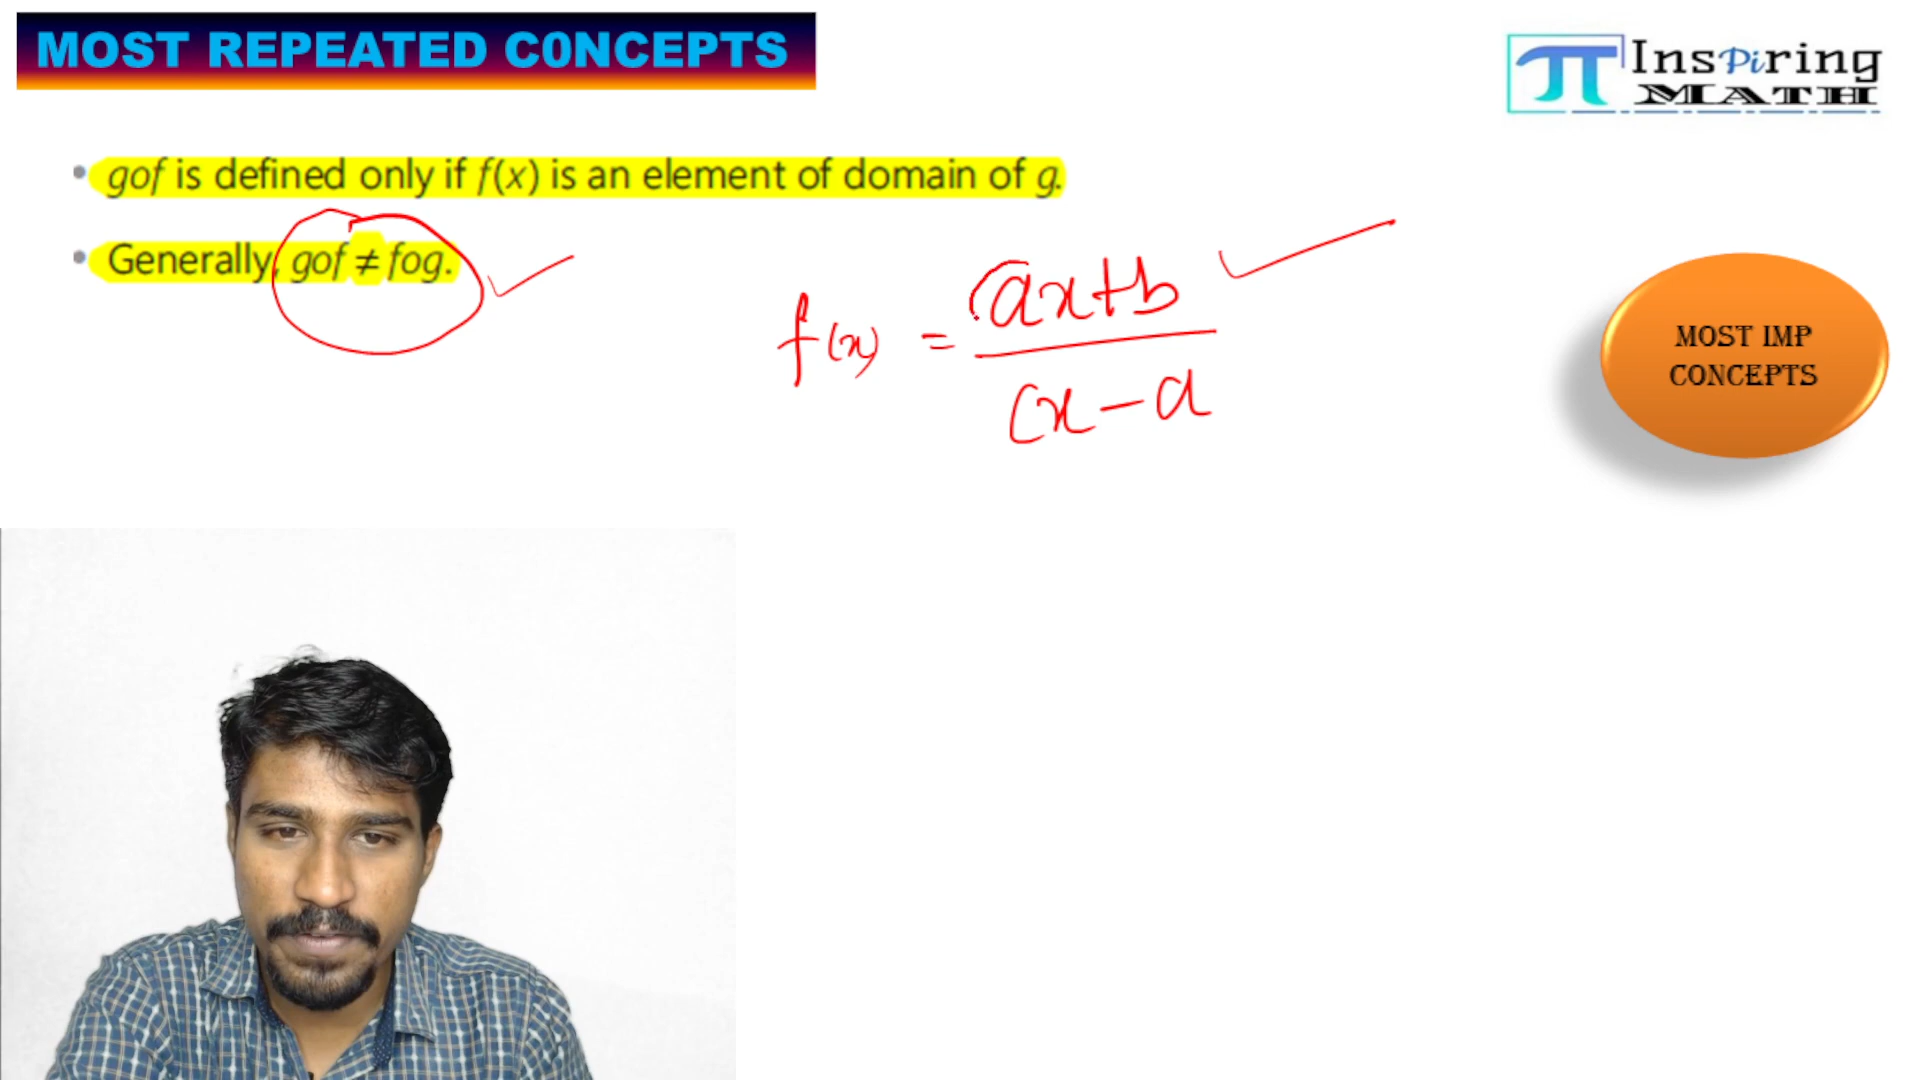 MOST REPEATED C0NCEPTS
InsPiring
MATH
• gof is defined only if f(x) is an element of domain of g.
• Generally, gof ≠ fog.
f(x) = ax+b
cx-a
MOST IMP
CONCEPTS